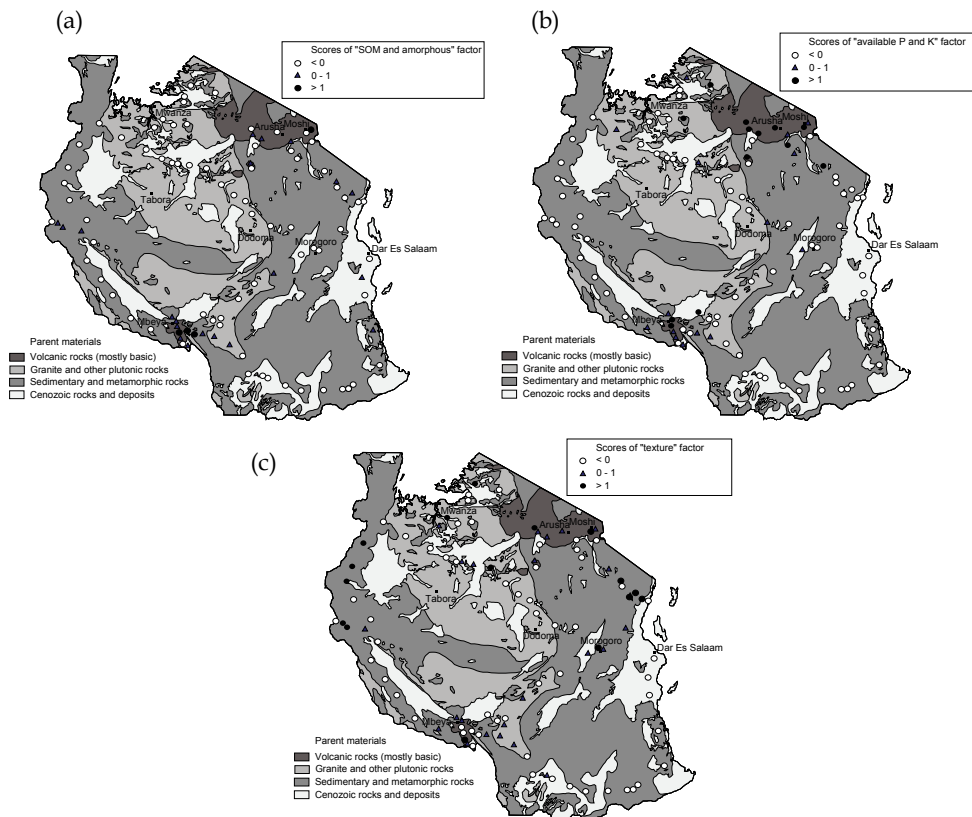 (a)
Scores of "SOM and amorphous" factor
< 0
0 - 1
> 1
Mwanza
Arusha
Moshi
Tabora
Dodoma
Morogoro
Dar Es Salaam
Mbeya
Parent materials
Volcanic rocks (mostly basic)
Granite and other plutonic rocks
Sedimentary and metamorphic rocks
Cenozoic rocks and deposits
(b)
Scores of "available P and K" factor
< 0
0 - 1
> 1
Mwanza
Arusha
Moshi
Tabora
Dodoma
Morogoro
Dar Es Salaam
Mbeya
Parent materials
Volcanic rocks (mostly basic)
Granite and other plutonic rocks
Sedimentary and metamorphic rocks
Cenozoic rocks and deposits
(c)
Scores of "texture" factor
< 0
0 - 1
> 1
Mwanza
Arusha
Moshi
Tabora
Dodoma
Morogoro
Dar Es Salaam
Mbeya
Parent materials
Volcanic rocks (mostly basic)
Granite and other plutonic rocks
Sedimentary and metamorphic rocks
Cenozoic rocks and deposits